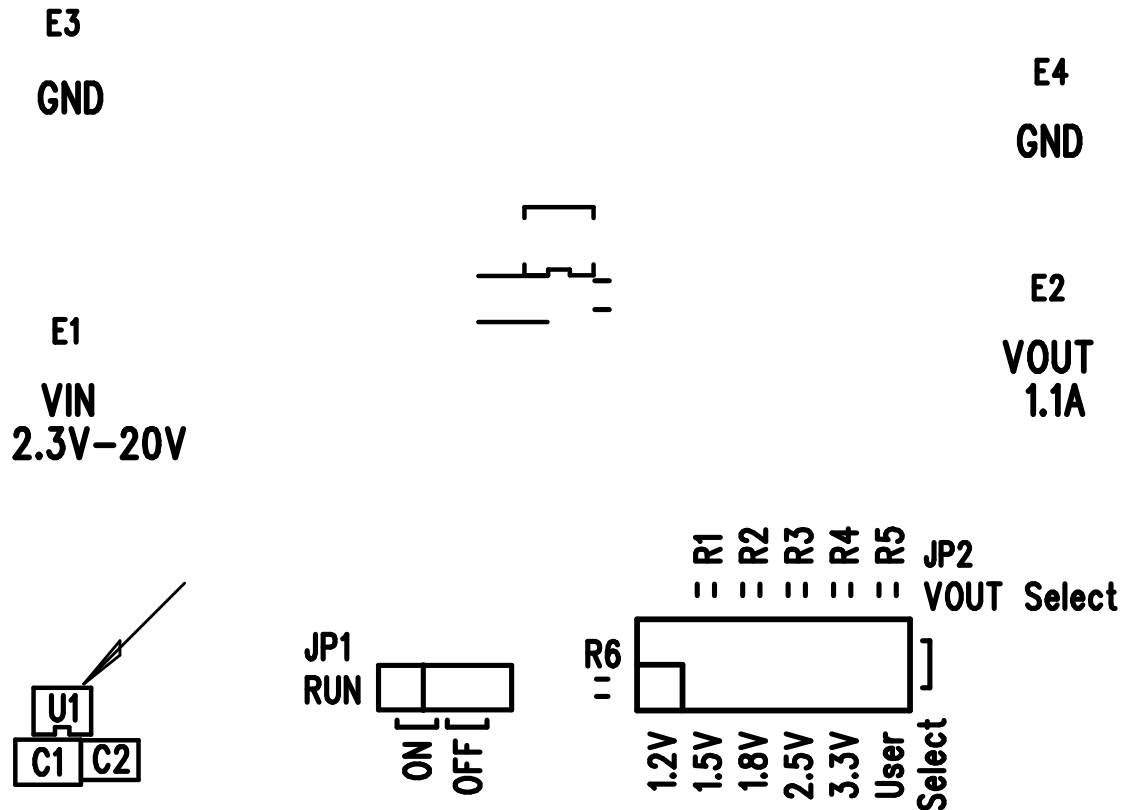 E3
GND
E4
GND
E2
VOUT
1.1A
E1
VIN
2.3V-20V
R1
R2
R3
R4
R5
JP2
VOUT Select
JP1
RUN
R6
U1
C1
C2
ON
OFF
1.2V
1.5V
1.8V
2.5V
3.3V
User
Select